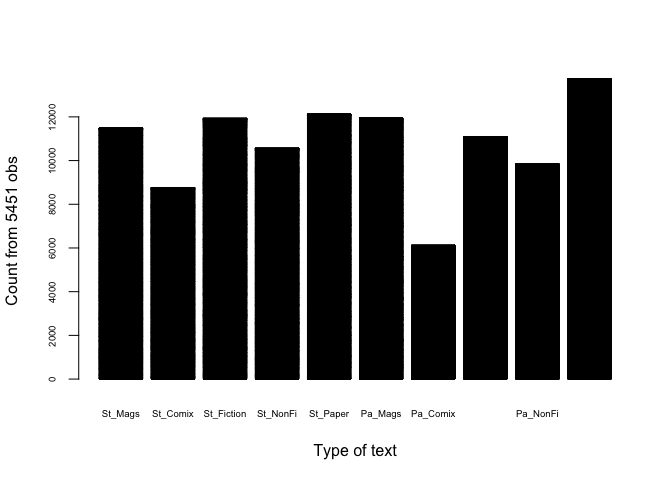 Count from 5451 obs
12000
10000
8000
6000
4000
2000
0
St_Mags St_Comix St_Fiction St_NonFi St_Paper Pa_Mags Pa_Comix Pa_NonFi
Type of text